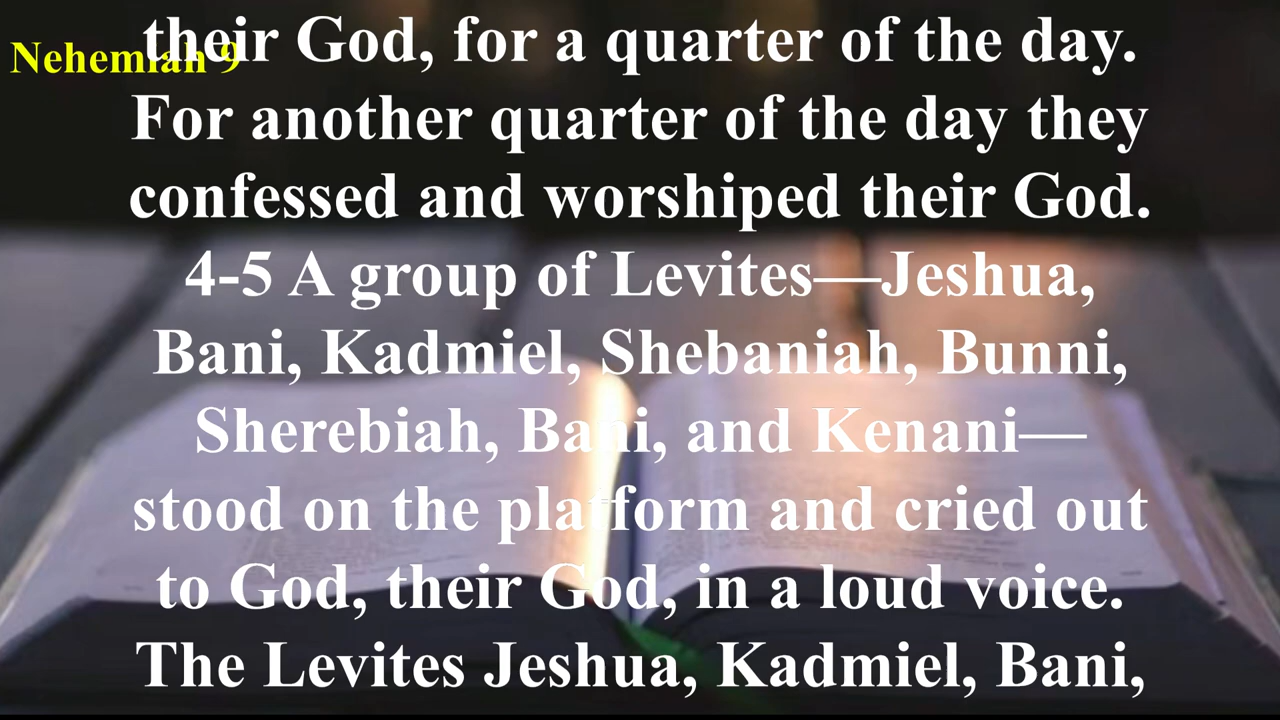 Nehemiah 9
their God, for a quarter of the day.
For another quarter of the day they
confessed and worshiped their God.
4-5 A group of Levites—Jeshua,
Bani, Kadmiel, Shebaniah, Bunni,
Sherebiah, Bani, and Kenani—
stood on the platform and cried out
to God, their God, in a loud voice.
The Levites Jeshua, Kadmiel, Bani,